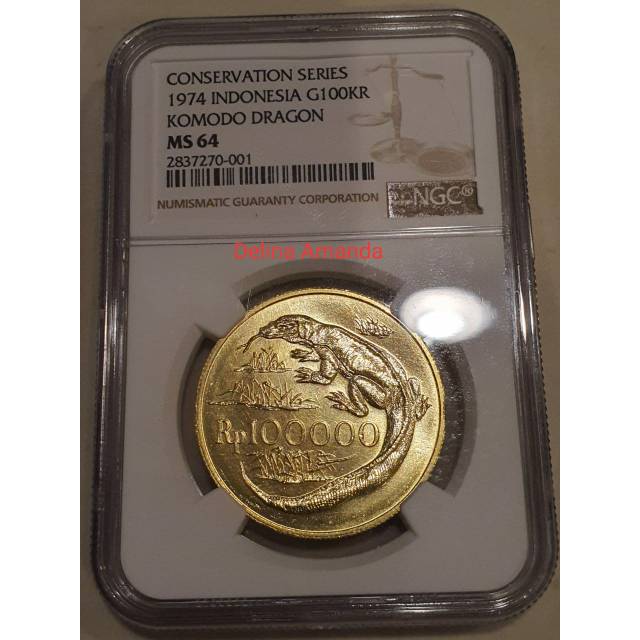 CONSERVATION SERIES
1974 INDONESIA G100KR
KOMODO DRAGON
MS 64
2837270-001
NUMISMATIC GUARANTY CORPORATION
NGC®
Delina Amanda
Rp100000